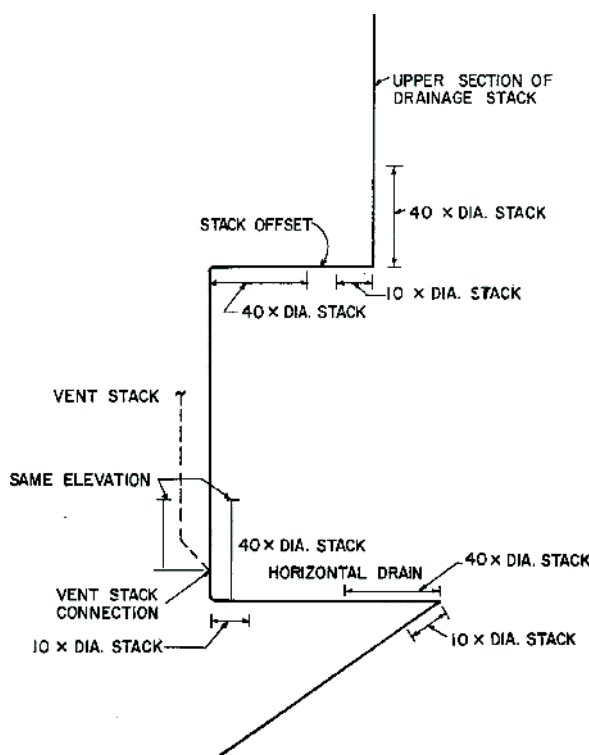 UPPER SECTION OF
DRAINAGE STACK
40 × DIA. STACK
STACK OFFSET
10 × DIA. STACK
40 × DIA. STACK
VENT STACK
SAME ELEVATION
40 × DIA. STACK
40 × DIA. STACK
HORIZONTAL DRAIN
VENT STACK
CONNECTION
10 × DIA. STACK
10 × DIA. STACK